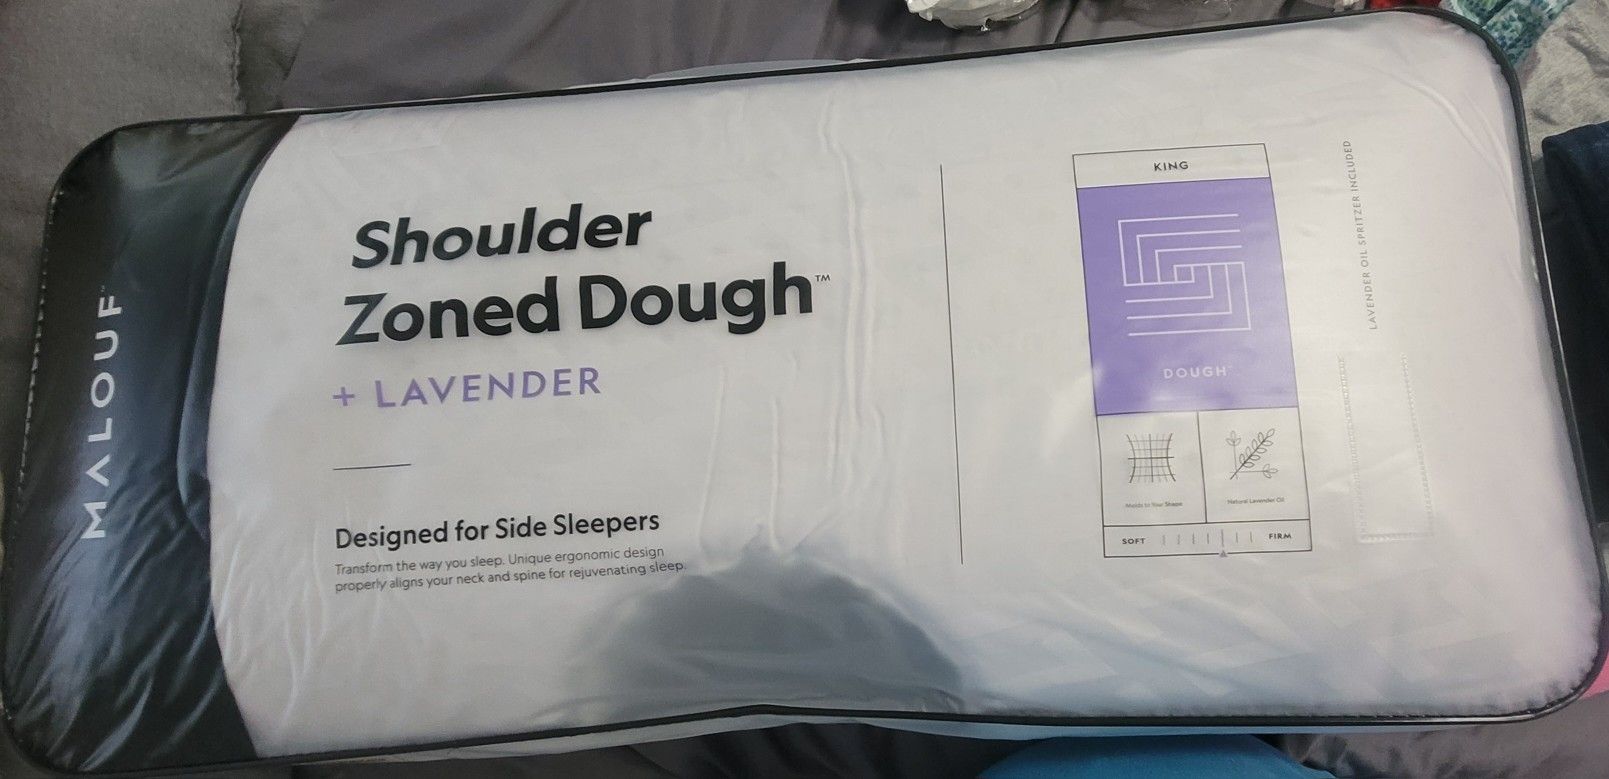 MALOUF™
Shoulder
Zoned Dough™
+ LAVENDER
Designed for Side Sleepers
Transform the way you sleep. Unique ergonomic design
properly aligns your neck and spine for rejuvenating sleep.
KING
DOUGH™
Molds to Your Shape
Natural Lavender Oil
SOFT
FIRM
LAVENDER OIL SPRITZER INCLUDED